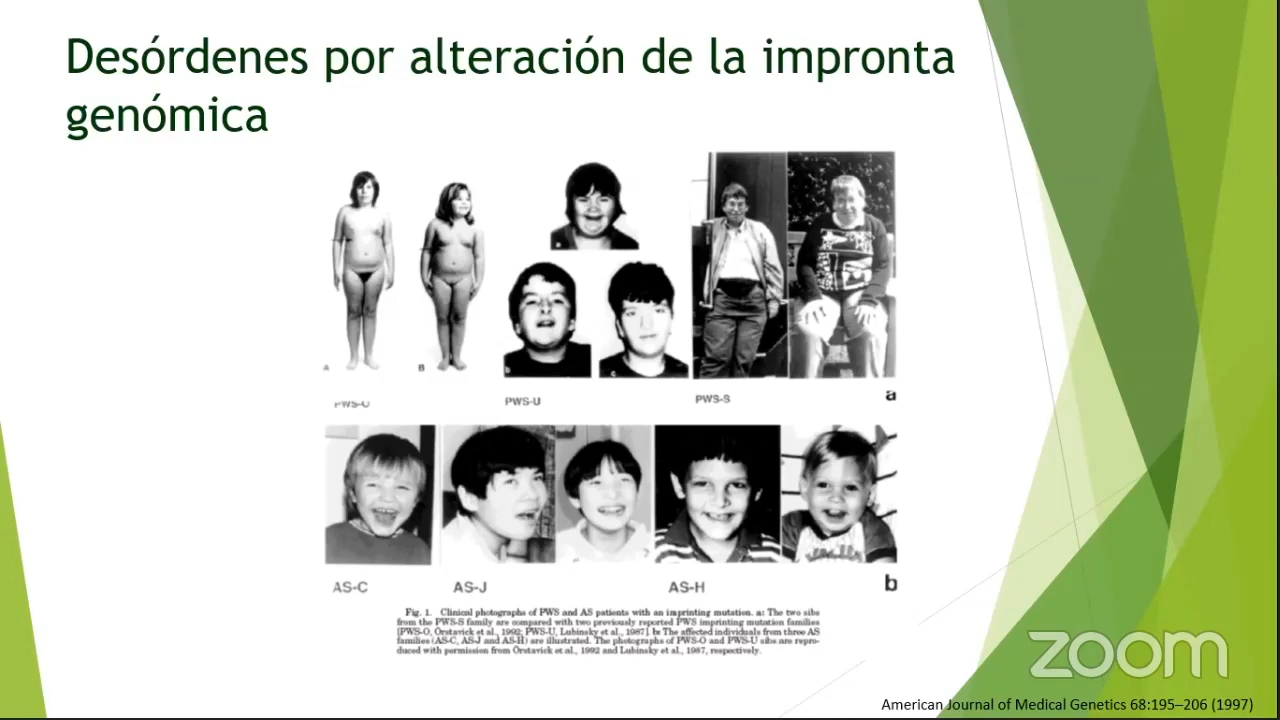 Desórdenes por alteración de la impronta
genómica
A
B
a
b
c
PWS-O
PWS-U
PWS-S
a
AS-C
AS-J
AS-H
b
Fig. 1. Clinical photographs of PWS and AS patients with an imprinting mutation. a: The two sibs
from the PWS-S family are compared with two previously reported PWS imprinting mutation families
[PWS-O, Orstavick et al., 1992; PWS-U, Lubinsky et al., 1987]. b: The affected individuals from three AS
families (AS-C, AS-J and AS-H) are illustrated. The photographs of PWS-O and PWS-U sibs are repro-
duced with permission from Orstavick et al., 1992 and Lubinsky et al., 1987, respectively.
zoom
American Journal of Medical Genetics 68:195–206 (1997)